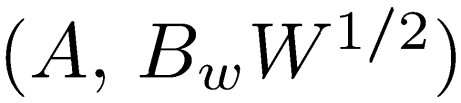 $(A, B_w W^{1/2})$